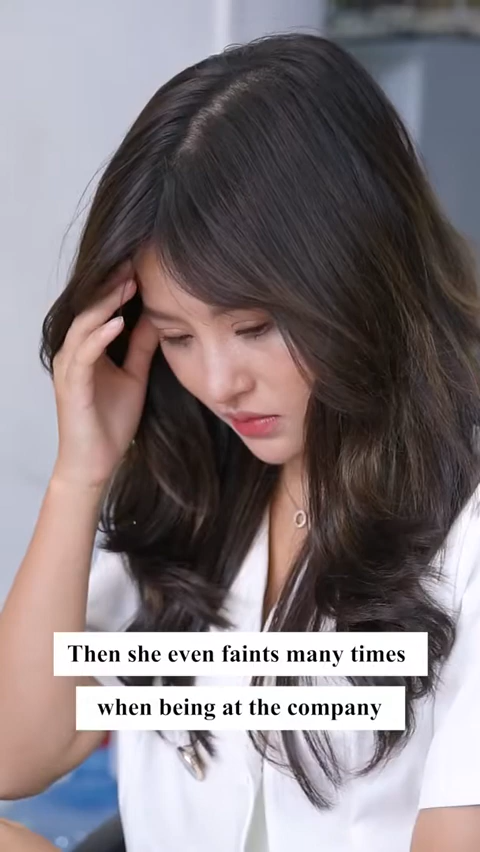 Then she even faints many times
when being at the company